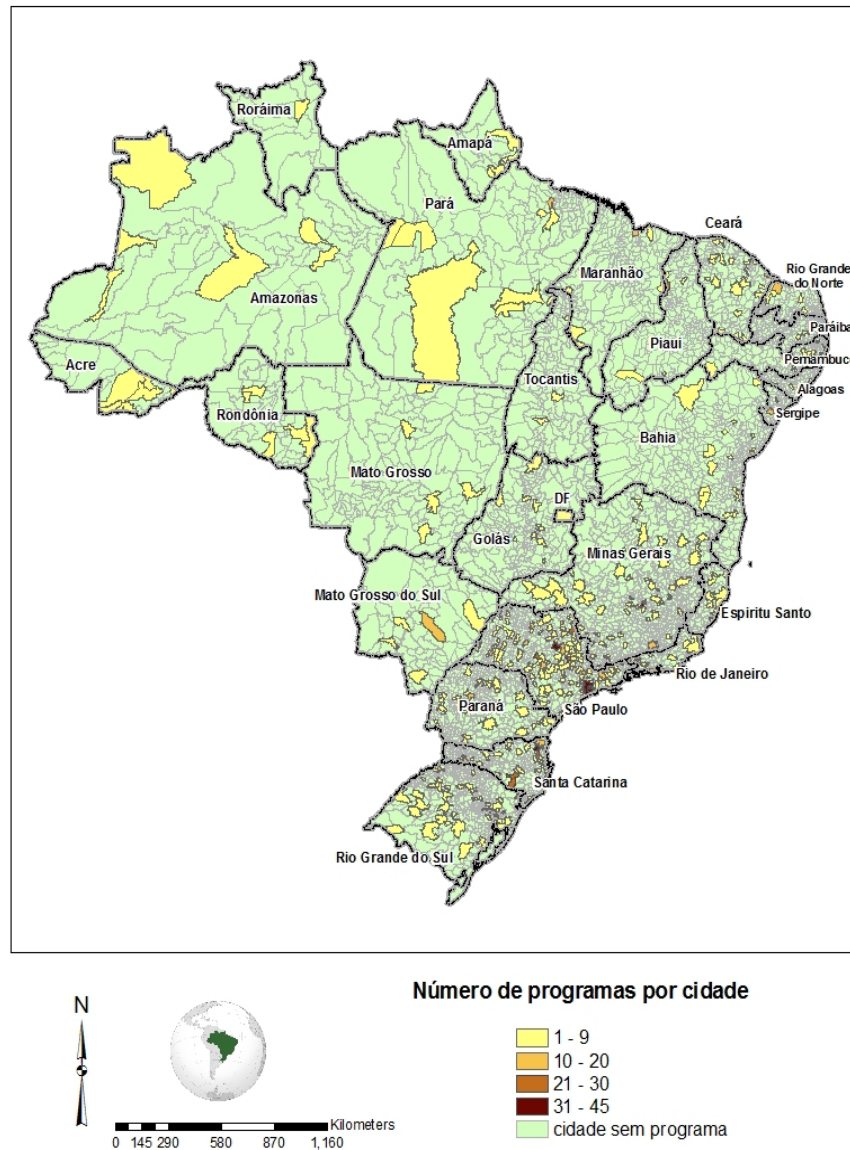 Roráima
Amapá
Pará
Ceará
Amazonas
Maranhão
Rio Grande
do Norte
Paráiba
Piaui
Pernambuco
Acre
Tocantis
Alagoas
Rondônia
Sergipe
Bahia
Mato Grosso
DF
Goiás
Minas Gerais
Mato Grosso do Sul
Espiritu Santo
Rio de Janeiro
Paraná
São Paulo
Santa Catarina
Rio Grande do Sul
Número de programas por cidade
N
1 - 9
10 - 20
21 - 30
31 - 45
cidade sem programa
Kilometers
0 145 290 580 870 1,160